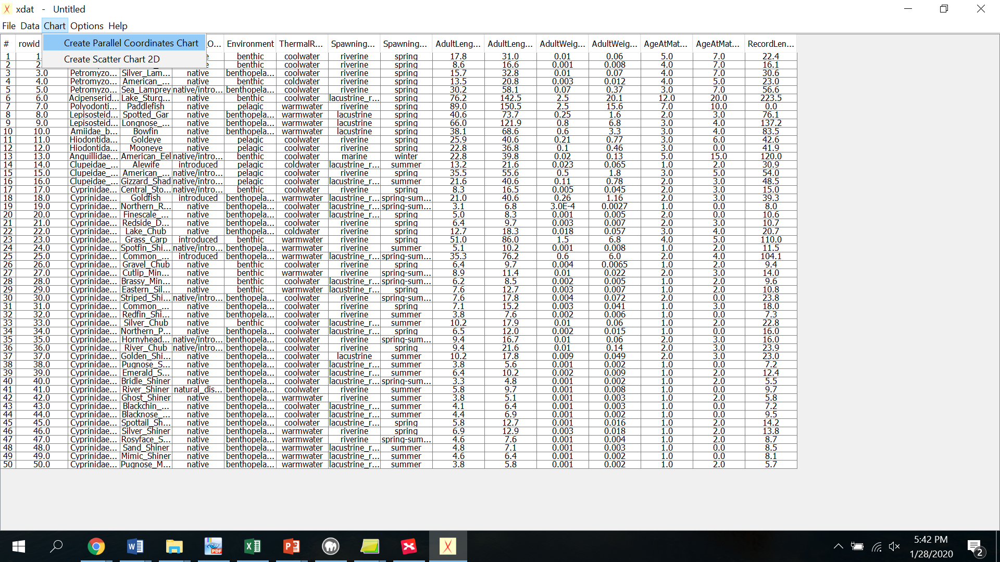 xdat - Untitled
File Data Chart Options Help
Create Parallel Coordinates Chart
Create Scatter Chart 2D
# rowid O... Environment ThermalR... Spawning... Spawning... AdultLeng... AdultLeng... AdultWeig... AdultWeig... AgeAtMat... AgeAtMat... RecordLen...
1 1. benthic coolwater riverine spring 17.8 31.0 0.01 0.06 5.0 7.0 22.4
2 2. benthic coolwater riverine spring 8.6 16.6 0.001 0.008 4.0 7.0 16.1
3 3.0 Petromyzo... Silver_Lam... native benthopela... coolwater riverine spring 15.7 32.8 0.01 0.07 4.0 7.0 30.6
4 4.0 Petromyzo... American_... native benthic coldwater riverine spring 13.5 20.8 0.003 0.012 4.0 5.0 23.0
5 5.0 Petromyzo... Sea_Lamprey native/intro... benthopela... coldwater riverine spring 30.2 58.1 0.07 0.37 3.0 7.0 56.6
6 6.0 Acipenserid... Lake_Sturg... native benthic coolwater lacustrine_r... spring 76.2 142.5 2.5 20.1 12.0 20.0 223.5
7 7.0 Polyodonti... Paddlefish native pelagic warmwater riverine spring 89.0 150.5 2.5 15.6 7.0 10.0 0.0
8 8.0 Lepisosteid... Spotted_Gar native benthopela... warmwater lacustrine spring 40.6 73.7 0.25 1.6 2.0 3.0 76.1
9 9.0 Lepisosteid... Longnose_... native benthopela... warmwater lacustrine spring 66.0 121.9 0.8 6.8 3.0 4.0 137.2
10 10.0 Amiidae_b... Bowfin native benthopela... warmwater lacustrine spring 38.1 68.6 0.6 3.3 3.0 4.0 83.5
11 11.0 Hiodontida... Goldeye native pelagic coolwater riverine spring 25.9 40.6 0.21 0.77 3.0 6.0 42.6
12 12.0 Hiodontida... Mooneye native pelagic coolwater riverine spring 22.8 36.8 0.1 0.46 3.0 0.0 41.9
13 13.0 Anguillidae... American_Eel native/intro... benthic coolwater marine winter 22.8 39.8 0.02 0.13 5.0 15.0 120.0
14 14.0 Clupeidae_... Alewife introduced pelagic coldwater lacustrine_r... summer 13.2 21.6 0.023 0.065 1.0 2.0 30.9
15 15.0 Clupeidae_... American_... native/intro... pelagic coolwater riverine spring 35.5 55.6 0.5 1.8 3.0 5.0 54.0
16 16.0 Clupeidae_... Gizzard_Shad native/intro... pelagic coolwater lacustrine_r... summer 21.6 40.6 0.11 0.78 2.0 3.0 48.5
17 17.0 Cyprinidae... Central_Sto... native/intro... benthic coolwater riverine spring 8.3 16.5 0.005 0.045 2.0 3.0 15.0
18 18.0 Cyprinidae... Goldfish introduced benthopela... warmwater lacustrine_r... spring-sum... 21.0 40.6 0.26 1.16 2.0 3.0 39.3
19 19.0 Cyprinidae... Northern_R... native benthopela... coolwater lacustrine_r... spring-sum... 3.1 6.8 3.0E-4 0.0027 1.0 0.0 8.0
20 20.0 Cyprinidae... Finescale_... native benthopela... coolwater lacustrine_r... spring 5.0 8.3 0.001 0.005 2.0 0.0 10.6
21 21.0 Cyprinidae... Redside_D... native benthopela... coolwater riverine spring 6.4 9.7 0.003 0.007 2.0 3.0 10.7
22 22.0 Cyprinidae... Lake_Chub native benthopela... coldwater riverine spring 12.7 18.3 0.018 0.057 3.0 4.0 20.7
23 23.0 Cyprinidae... Grass_Carp introduced benthic warmwater riverine spring 51.0 86.0 1.5 6.8 4.0 5.0 110.0
24 24.0 Cyprinidae... Spotfin_Shi... native/intro... benthopela... warmwater riverine summer 5.1 10.2 0.001 0.008 1.0 2.0 11.5
25 25.0 Cyprinidae... Common_... introduced benthopela... warmwater lacustrine_r... spring-sum... 35.3 76.2 0.6 6.0 2.0 4.0 104.1
26 26.0 Cyprinidae... Gravel_Chub native benthic coolwater riverine spring 6.4 9.7 0.004 0.0065 1.0 2.0 9.4
27 27.0 Cyprinidae... Cutlip_Min... native benthic warmwater riverine spring-sum... 8.9 11.4 0.01 0.022 2.0 3.0 14.0
28 28.0 Cyprinidae... Brassy_Min... native benthic coolwater lacustrine_r... spring-sum... 6.2 8.5 0.002 0.005 1.0 2.0 9.6
29 29.0 Cyprinidae... Eastern_Sil... native benthic warmwater lacustrine_r... spring 7.6 12.7 0.003 0.007 1.0 2.0 10.8
30 30.0 Cyprinidae... Striped_Shi... native/intro... benthopela... coolwater riverine spring-sum... 7.6 17.8 0.004 0.072 2.0 0.0 23.8
31 31.0 Cyprinidae... Common_... native benthopela... coolwater riverine spring 7.1 15.2 0.003 0.041 1.0 3.0 18.0
32 32.0 Cyprinidae... Redfin_Shi... native benthopela... coolwater riverine summer 3.8 7.6 0.002 0.006 1.0 0.0 7.3
33 33.0 Cyprinidae... Silver_Chub native benthic coolwater lacustrine_r... summer 10.2 17.9 0.01 0.06 1.0 2.0 22.8
34 34.0 Cyprinidae... Northern_P... native benthopela... coolwater lacustrine_r... spring 6.5 12.0 0.002 0.015 1.0 0.0 16.0
35 35.0 Cyprinidae... Hornyhead... native/intro... benthopela... coolwater riverine spring-sum... 9.4 16.7 0.01 0.06 2.0 3.0 16.0
36 36.0 Cyprinidae... River_Chub native/intro... benthopela... coolwater riverine spring 9.4 21.6 0.01 0.14 2.0 3.0 23.9
37 37.0 Cyprinidae... Golden_Shi... native benthopela... coolwater lacustrine summer 10.2 17.8 0.009 0.049 2.0 3.0 23.0
38 38.0 Cyprinidae... Pugnose_S... native benthopela... coolwater lacustrine_r... summer 3.8 5.6 0.001 0.002 1.0 0.0 7.2
39 39.0 Cyprinidae... Emerald_S... native benthopela... coolwater lacustrine_r... summer 6.4 10.2 0.002 0.009 1.0 2.0 12.4
40 40.0 Cyprinidae... Bridle_Shiner native benthopela... coolwater lacustrine_r... spring-sum... 3.3 4.8 0.001 0.002 1.0 2.0 5.5
41 41.0 Cyprinidae... River_Shiner natural_dis... benthopela... coolwater riverine summer 5.8 9.7 0.001 0.008 1.0 0.0 9.7
42 42.0 Cyprinidae... Ghost_Shiner native benthopela... warmwater riverine summer 3.8 5.1 0.001 0.003 1.0 2.0 5.8
43 43.0 Cyprinidae... Blackchin_... native benthopela... coolwater lacustrine_r... summer 4.1 6.4 0.001 0.003 1.0 0.0 7.2
44 44.0 Cyprinidae... Blacknose_... native benthopela... coolwater lacustrine_r... summer 4.4 6.9 0.001 0.002 1.0 0.0 9.5
45 45.0 Cyprinidae... Spottail_Sh... native benthopela... coolwater lacustrine_r... spring 5.8 12.7 0.001 0.016 1.0 2.0 14.2
46 46.0 Cyprinidae... Silver_Shiner native benthopela... warmwater riverine spring 6.9 12.9 0.003 0.018 1.0 2.0 13.8
47 47.0 Cyprinidae... Rosyface_S... native benthopela... warmwater riverine spring-sum... 4.6 7.6 0.001 0.004 1.0 2.0 8.7
48 48.0 Cyprinidae... Sand_Shiner native benthopela... warmwater lacustrine_r... summer 4.8 7.1 0.001 0.003 1.0 0.0 8.5
49 49.0 Cyprinidae... Mimic_Shiner native benthopela... warmwater lacustrine_r... summer 4.6 6.4 0.001 0.002 1.0 0.0 8.1
50 50.0 Cyprinidae... Pugnose_M... native benthopela... warmwater lacustrine_r... summer 3.8 5.8 0.001 0.002 1.0 2.0 5.7
PDF
5:42 PM
1/28/2020
2